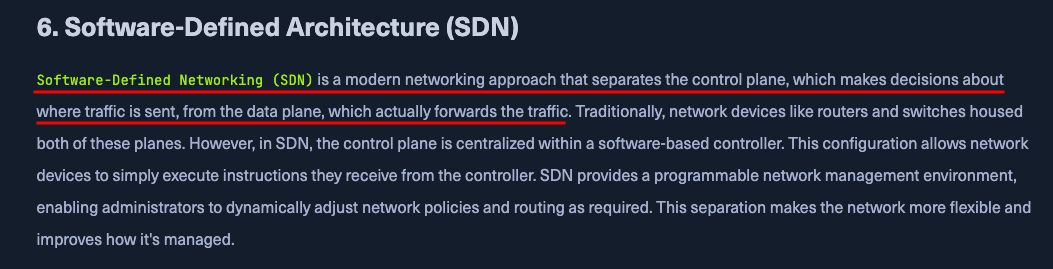 6. Software-Defined Architecture (SDN)
Software-Defined Networking (SDN) is a modern networking approach that separates the control plane, which makes decisions about
where traffic is sent, from the data plane, which actually forwards the traffic. Traditionally, network devices like routers and switches housed
both of these planes. However, in SDN, the control plane is centralized within a software-based controller. This configuration allows network
devices to simply execute instructions they receive from the controller. SDN provides a programmable network management environment,
enabling administrators to dynamically adjust network policies and routing as required. This separation makes the network more flexible and
improves how it's managed.